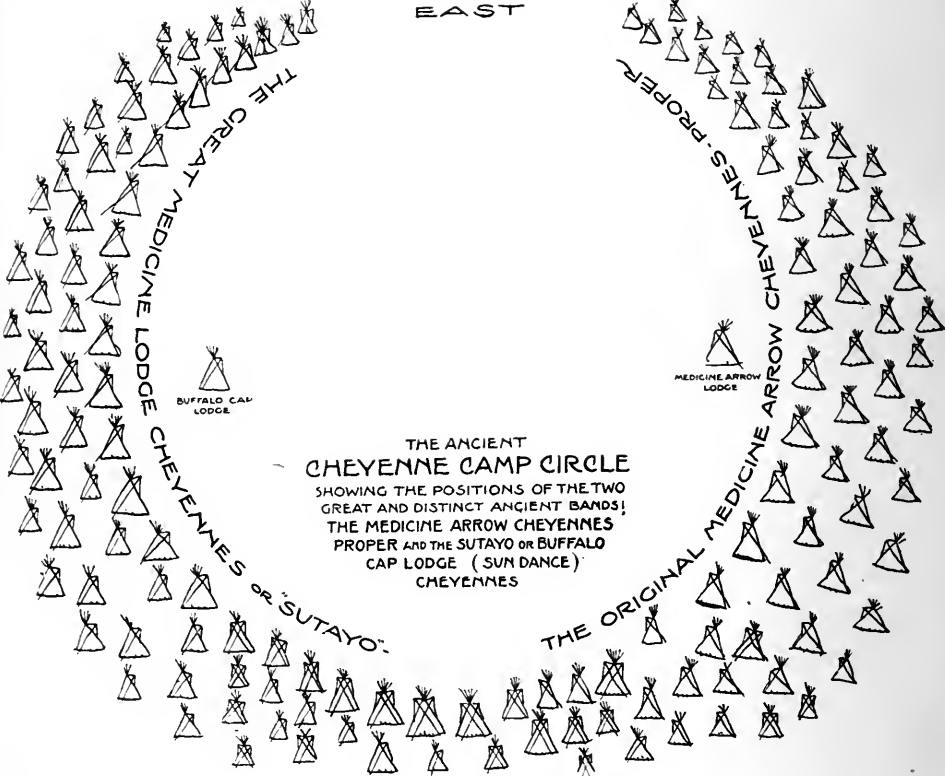 EAST
THE GREAT MEDICINE LODGE CHEYENNES OR "SUTAYO".
THE ORIGINAL MEDICINE ARROW CHEYENNES-PROPER
BUFFALO CAP
LODGE
MEDICINE ARROW
LODGE
THE ANCIENT
CHEYENNE CAMP CIRCLE
SHOWING THE POSITIONS OF THE TWO
GREAT AND DISTINCT ANCIENT BANDS!
THE MEDICINE ARROW CHEYENNES
PROPER AND THE SUTAYO OR BUFFALO
CAP LODGE (SUN DANCE)
CHEYENNES